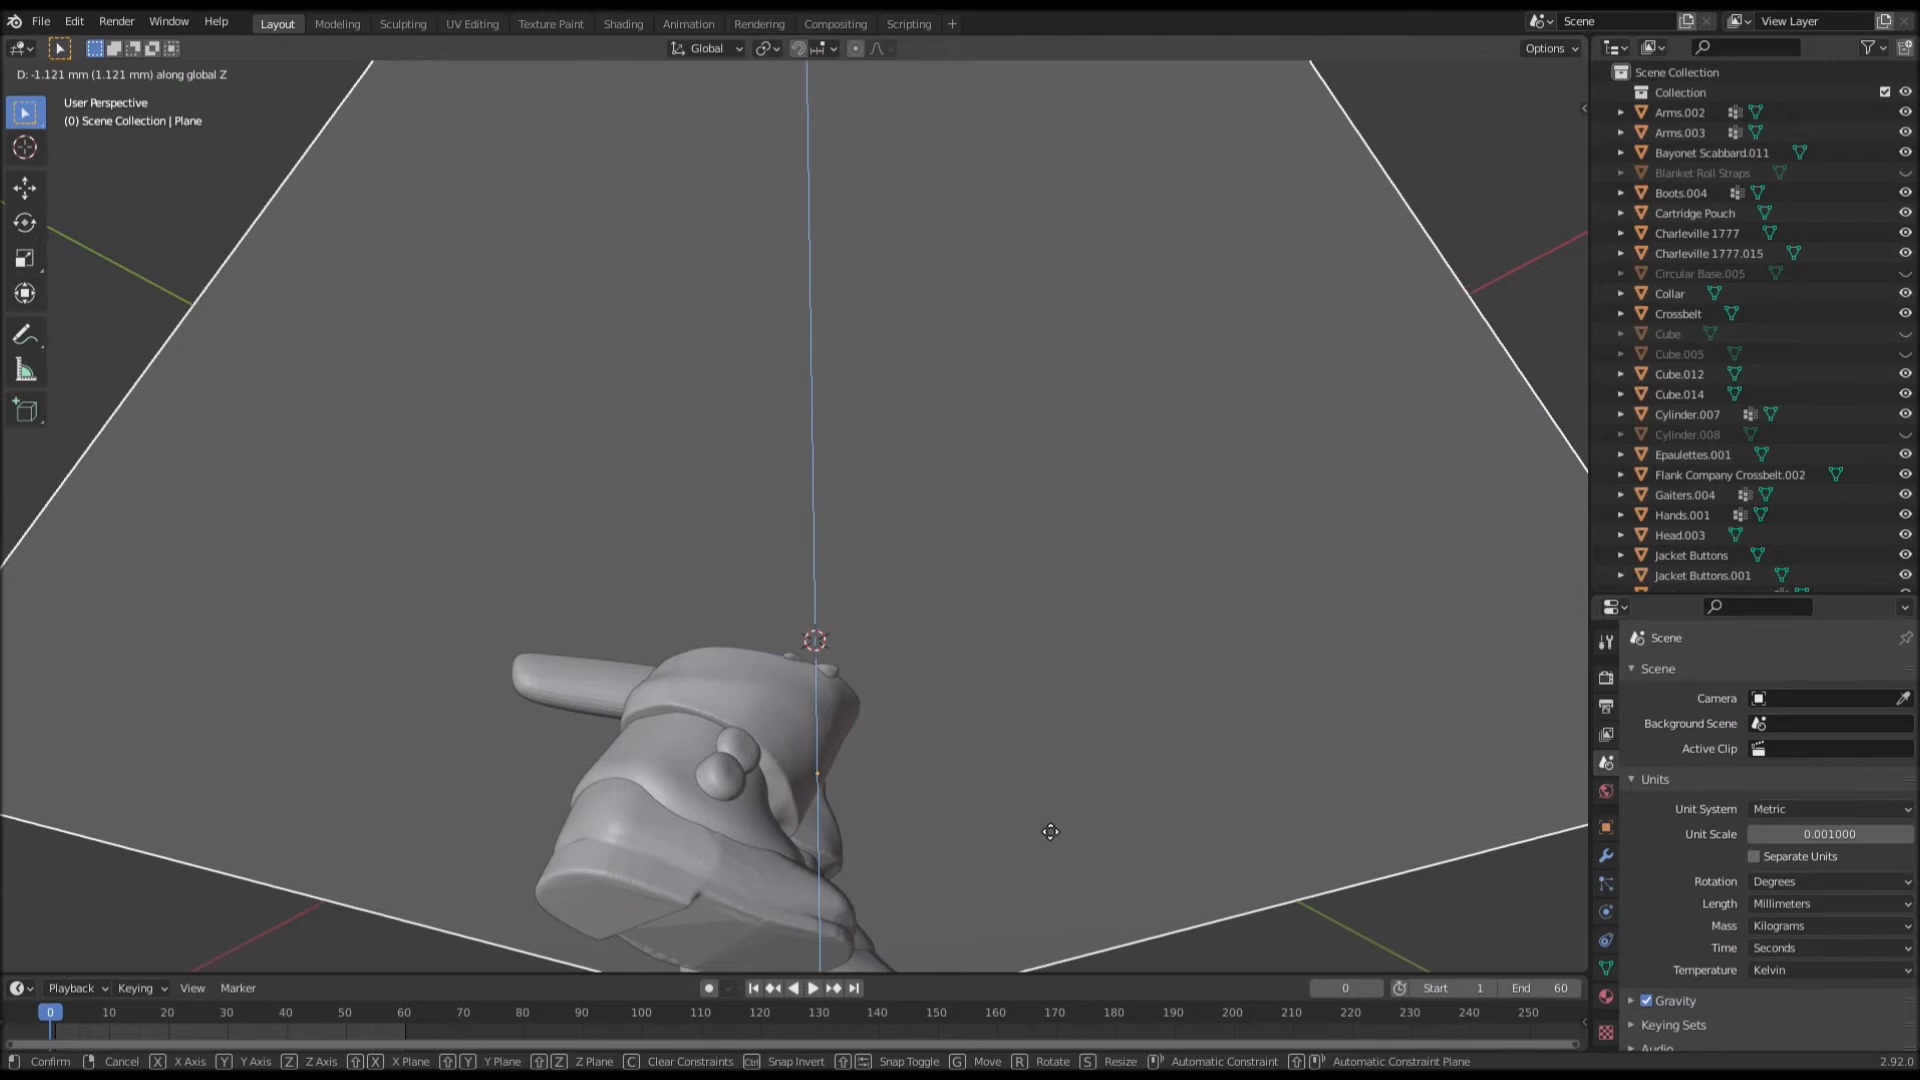 File Edit Render Window Help Layout Modeling Sculpting UV Editing Texture Paint Shading Animation Rendering Compositing Scripting + Scene View Layer
Global Options
D: -1.121 mm (1.121 mm) along global Z
User Perspective
(0) Scene Collection | Plane
Scene Collection
Collection
Arms.002
Arms.003
Bayonet Scabbard.011
Blanket Roll Straps
Boots.004
Cartridge Pouch
Charleville 1777
Charleville 1777.015
Circular Base.005
Collar
Crossbelt
Cube
Cube.005
Cube.012
Cube.014
Cylinder.007
Cylinder.008
Epaulettes.001
Flank Company Crossbelt.002
Gaiters.004
Hands.001
Head.003
Jacket Buttons
Jacket Buttons.001
Scene
Scene
Camera
Background Scene
Active Clip
Units
Unit System Metric
Unit Scale 0.001000
Separate Units
Rotation Degrees
Length Millimeters
Mass Kilograms
Time Seconds
Temperature Kelvin
Gravity
Keying Sets
Audio
Playback Keying View Marker 0 Start 1 End 60
0 10 20 30 40 50 60 70 80 90 100 110 120 130 140 150 160 170 180 190 200 210 220 230 240 250
Confirm Cancel X X Axis Y Y Axis Z Z Axis X X Plane Y Y Plane Z Z Plane C Clear Constraints Ctrl Snap Invert Snap Toggle G Move R Rotate S Resize Automatic Constraint Automatic Constraint Plane 2.92.0